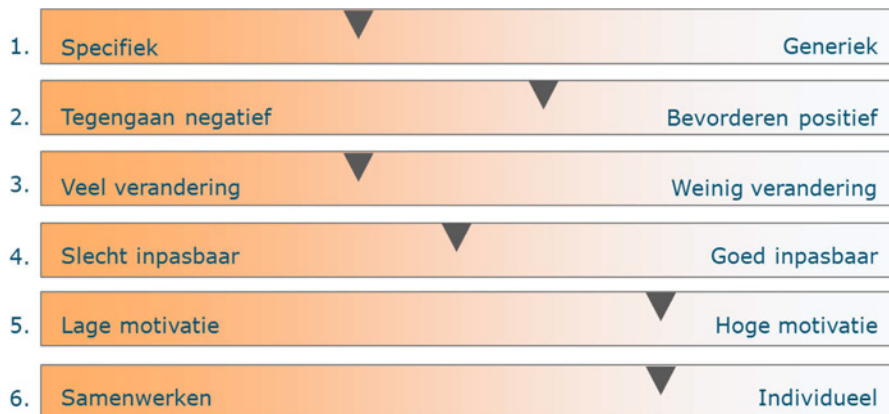 1. Specifiek Generiek
2. Tegengaan negatief Bevorderen positief
3. Veel verandering Weinig verandering
4. Slecht inpasbaar Goed inpasbaar
5. Lage motivatie Hoge motivatie
6. Samenwerken Individueel